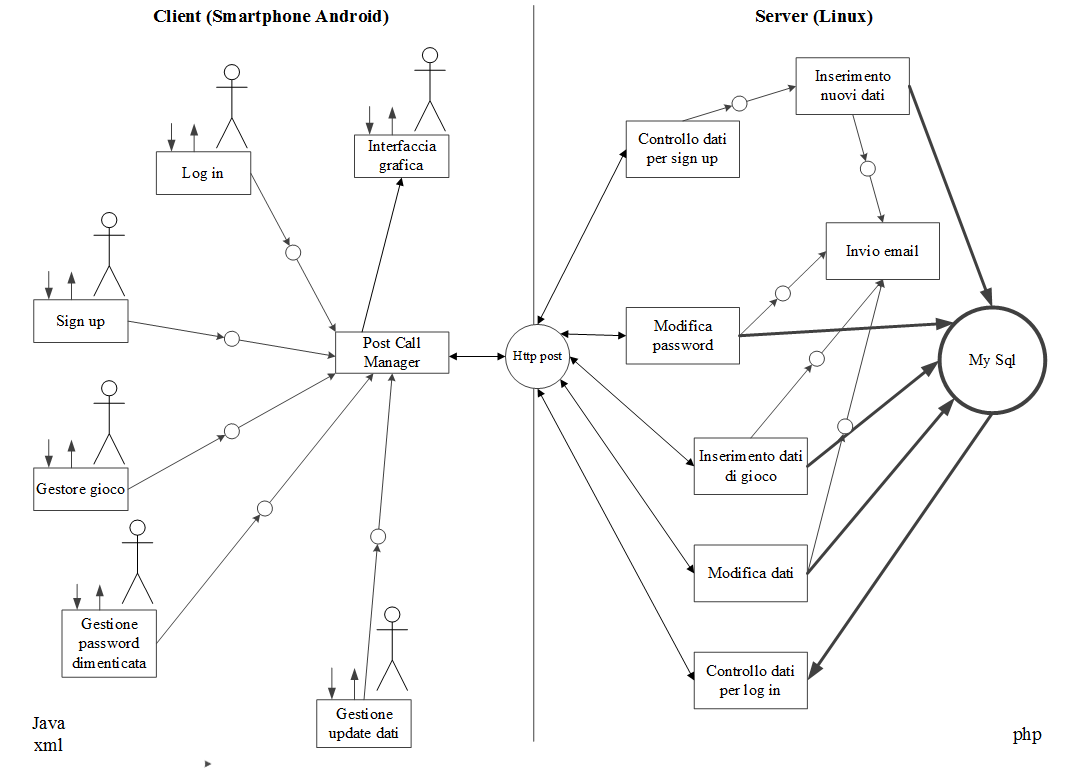 Client (Smartphone Android)
Server (Linux)
Log in
Interfaccia
grafica
Sign up
Post Call
Manager
Gestore gioco
Gestione
password
dimenticata
Gestione
update dati
Java
xml
Http post
Inserimento
nuovi dati
Controllo dati
per sign up
Invio email
Modifica
password
My Sql
Inserimento dati
di gioco
Modifica dati
Controllo dati
per log in
php